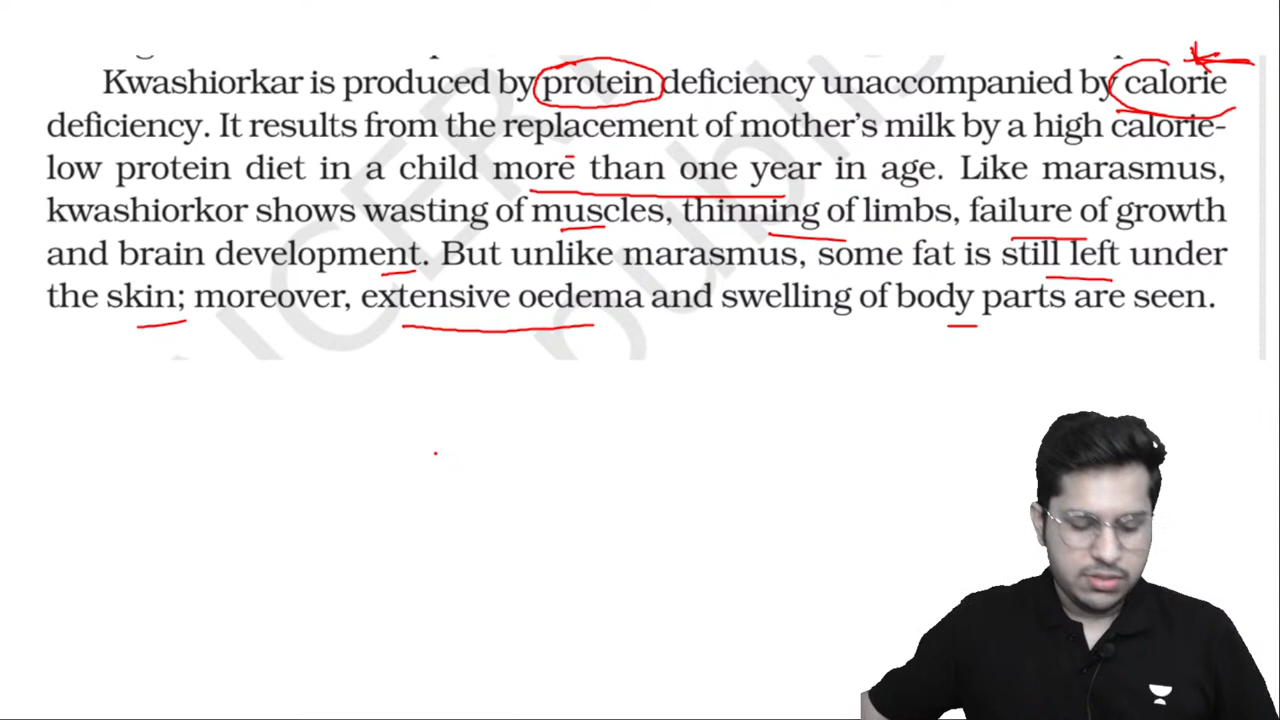 Kwashiorkar is produced by protein deficiency unaccompanied by calorie
deficiency. It results from the replacement of mother's milk by a high calorie-
low protein diet in a child more than one year in age. Like marasmus,
kwashiorkor shows wasting of muscles, thinning of limbs, failure of growth
and brain development. But unlike marasmus, some fat is still left under
the skin; moreover, extensive oedema and swelling of body parts are seen.